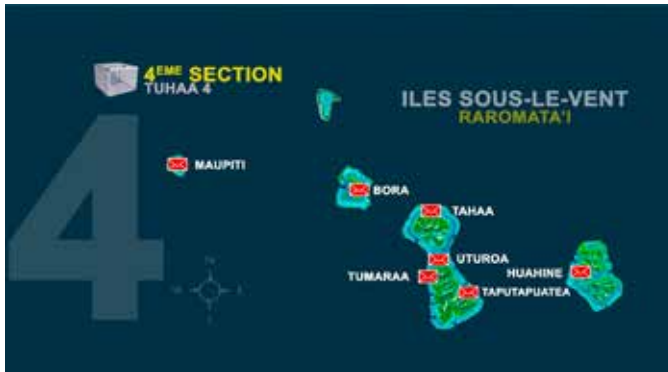 4EME SECTION
TUHAA 4
ILES SOUS-LE-VENT
RAROMATA'I
4
MAUPITI
BORA
TAHAA
UTUROA
TUMARAA
HUAHINE
TAPUTAPUATEA